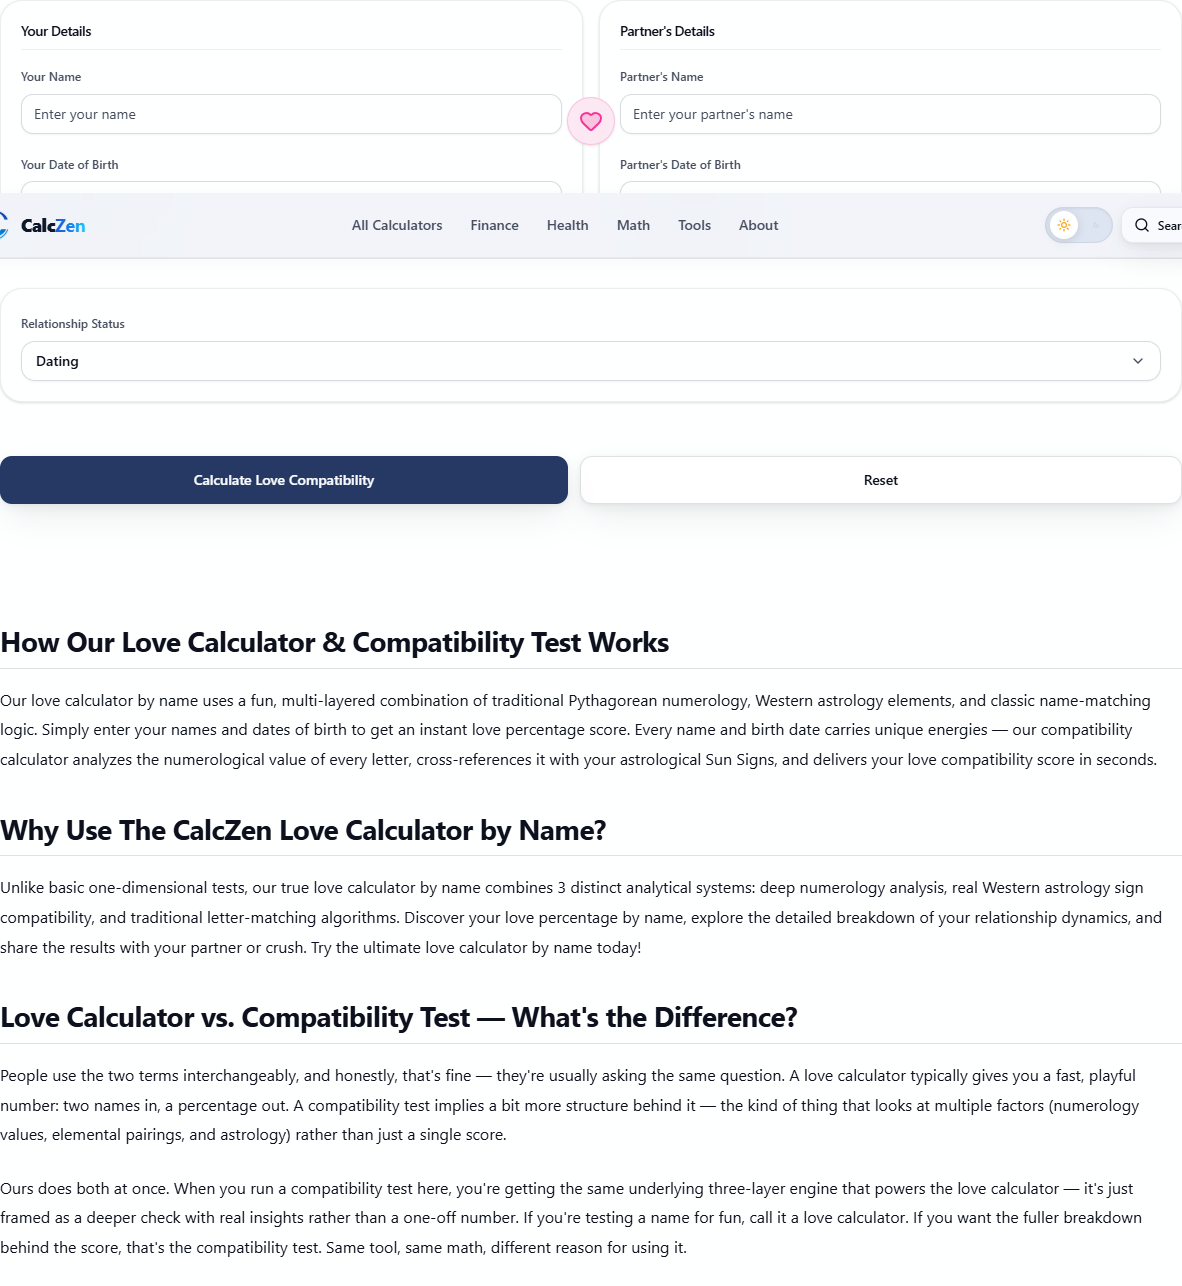 Your Details
Your Name
Enter your name
Your Date of Birth
Partner's Details
Partner's Name
Enter your partner's name
Partner's Date of Birth
CalcZen
All Calculators
Finance
Health
Math
Tools
About
Relationship Status
Dating
Calculate Love Compatibility
Reset
How Our Love Calculator & Compatibility Test Works
Our love calculator by name uses a fun, multi-layered combination of traditional Pythagorean numerology, Western astrology elements, and classic name-matching
logic. Simply enter your names and dates of birth to get an instant love percentage score. Every name and birth date carries unique energies — our compatibility
calculator analyzes the numerological value of every letter, cross-references it with your astrological Sun Signs, and delivers your love compatibility score in seconds.
Why Use The CalcZen Love Calculator by Name?
Unlike basic one-dimensional tests, our true love calculator by name combines 3 distinct analytical systems: deep numerology analysis, real Western astrology sign
compatibility, and traditional letter-matching algorithms. Discover your love percentage by name, explore the detailed breakdown of your relationship dynamics, and
share the results with your partner or crush. Try the ultimate love calculator by name today!
Love Calculator vs. Compatibility Test — What's the Difference?
People use the two terms interchangeably, and honestly, that's fine — they're usually asking the same question. A love calculator typically gives you a fast, playful
number: two names in, a percentage out. A compatibility test implies a bit more structure behind it — the kind of thing that looks at multiple factors (numerology
values, elemental pairings, and astrology) rather than just a single score.
Ours does both at once. When you run a compatibility test here, you're getting the same underlying three-layer engine that powers the love calculator — it's just
framed as a deeper check with real insights rather than a one-off number. If you're testing a name for fun, call it a love calculator. If you want the fuller breakdown
behind the score, that's the compatibility test. Same tool, same math, different reason for using it.